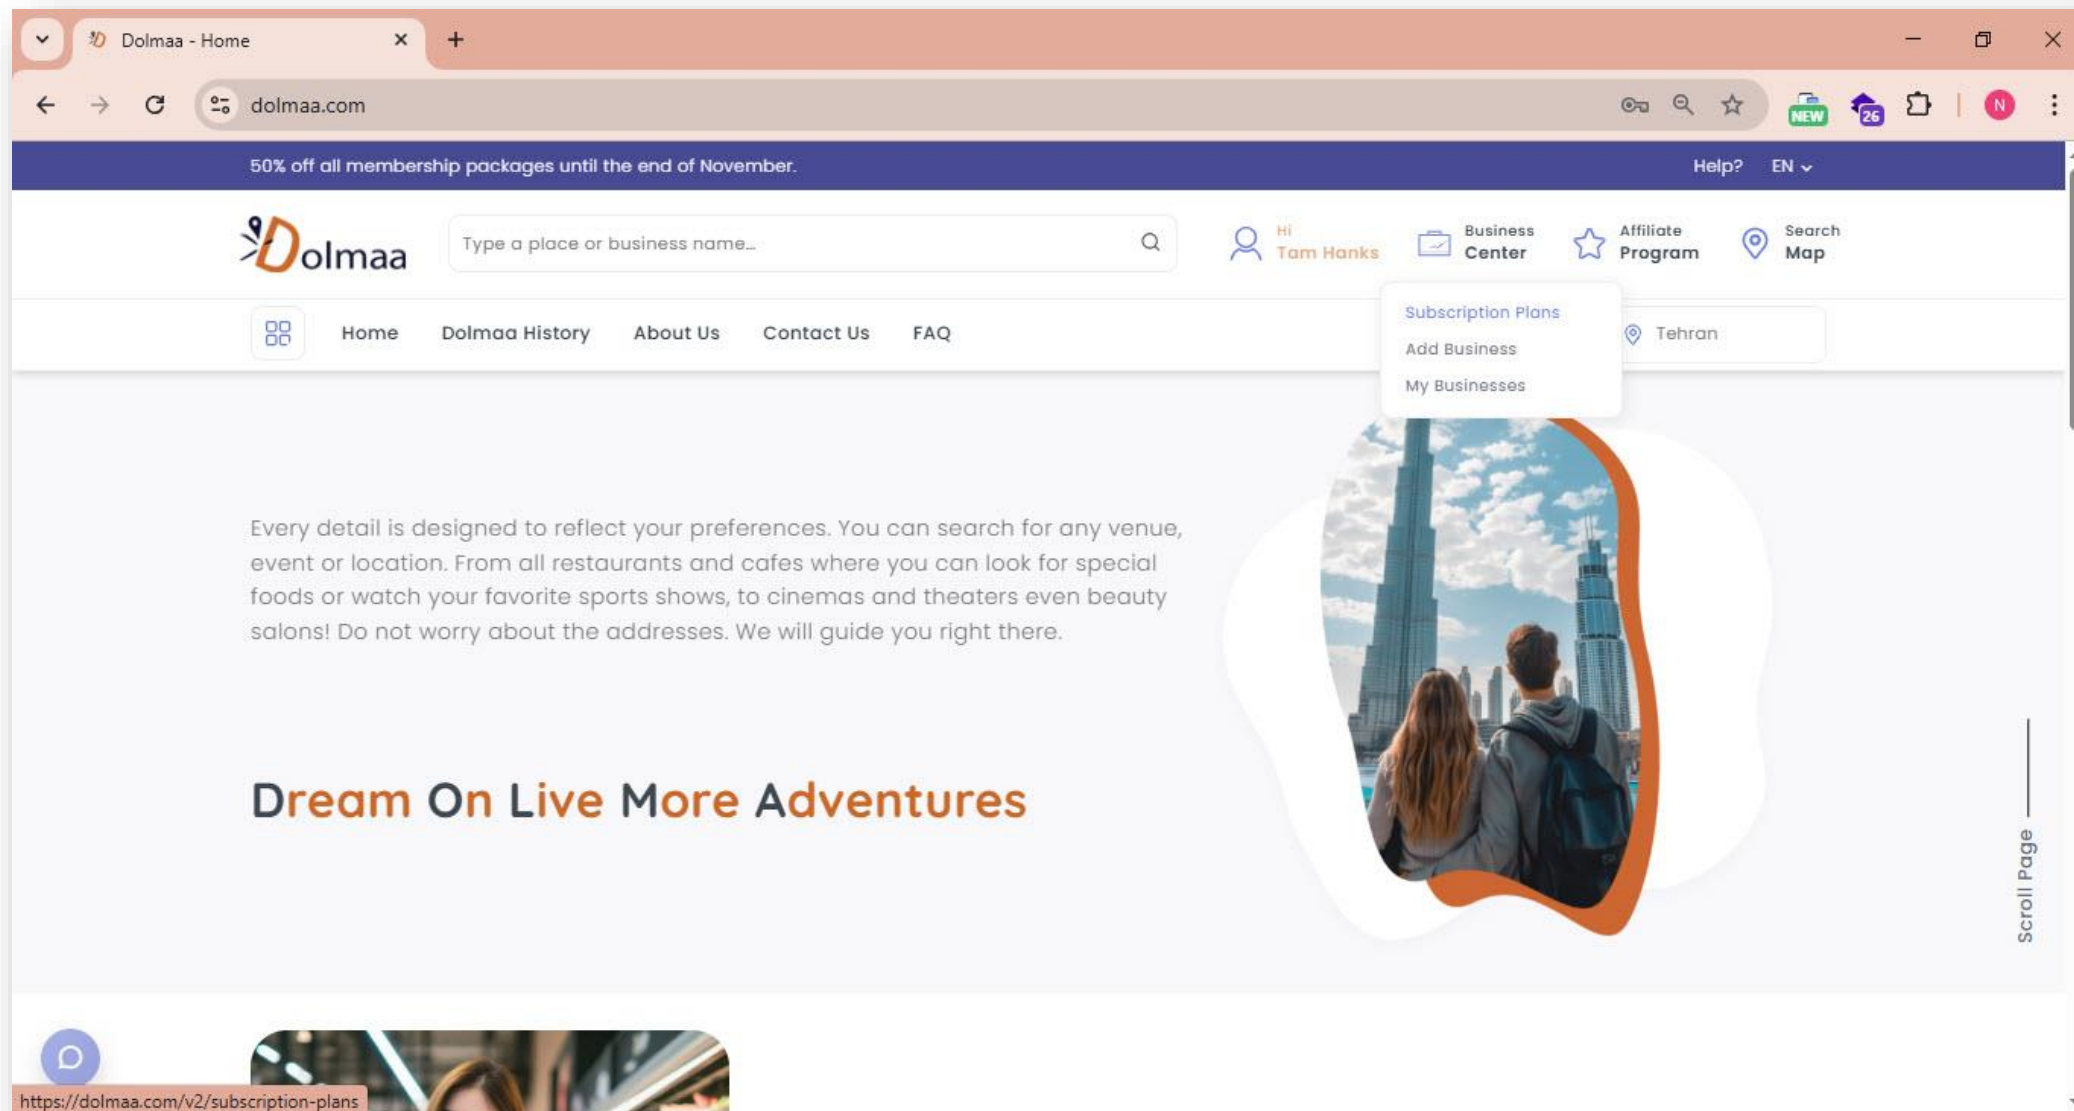 Dolmaa - Home
dolmaa.com
NEW
26
N
50% off all membership packages until the end of November.
Help?
EN
Dolmaa
Type a place or business name...
Hi
Tam Hanks
Business
Center
Affiliate
Program
Search
Map
Home
Dolmaa History
About Us
Contact Us
FAQ
Subscription Plans
Add Business
My Businesses
Tehran
Every detail is designed to reflect your preferences. You can search for any venue,
event or location. From all restaurants and cafes where you can look for special
foods or watch your favorite sports shows, to cinemas and theaters even beauty
salons! Do not worry about the addresses. We will guide you right there.
Dream On Live More Adventures
Scroll Page
https://dolmaa.com/v2/subscription-plans